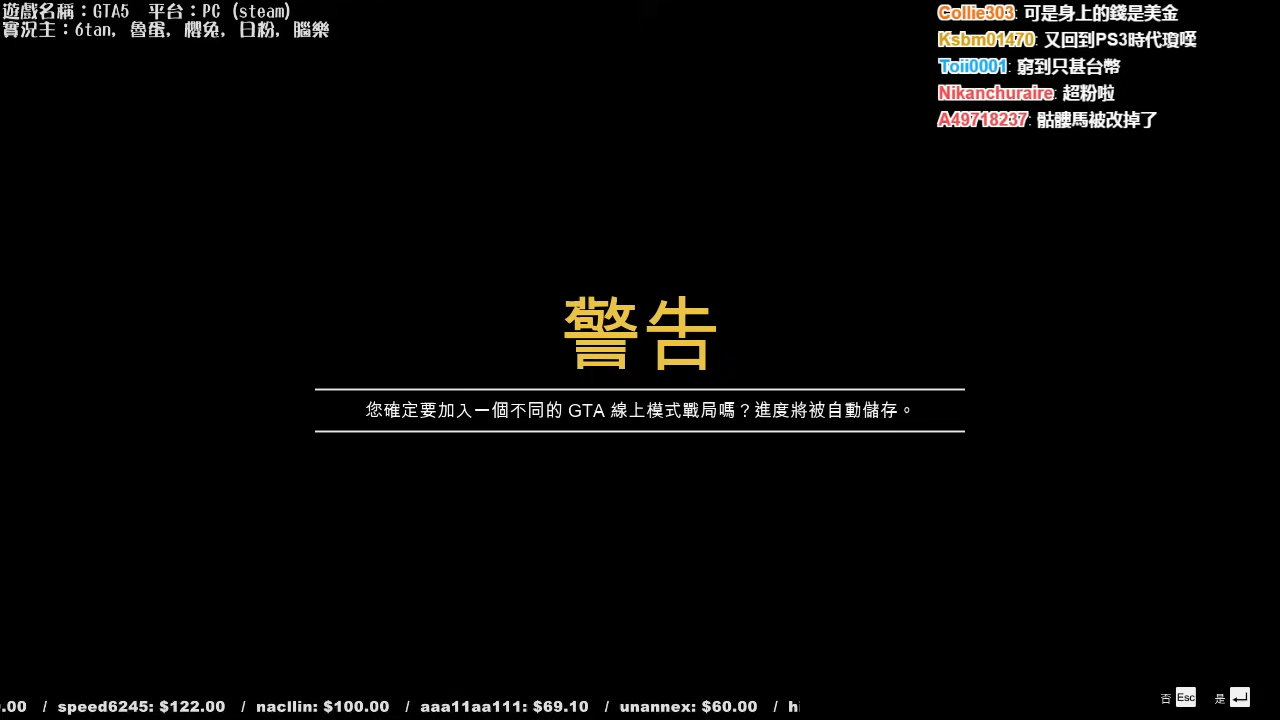 遊戲名稱：GTA5 平台：PC (steam)
實況主：6tan, 魯蛋, 櫻兔, 日粉, 腦樂
Collie303: 可是身上的錢是美金
Ksbm01470: 又回到PS3時代瓊嘆
Toii0001: 窮到只甚台幣
Nikanchuraire: 超粉啦
A49718237: 骷髏馬被改掉了
警告
您確定要加入一個不同的 GTA 線上模式戰局嗎？進度將被自動儲存。
否 Esc 是
.00 / speed6245: $122.00 / nacllin: $100.00 / aaa11aa111: $69.10 / unannex: $60.00 / h